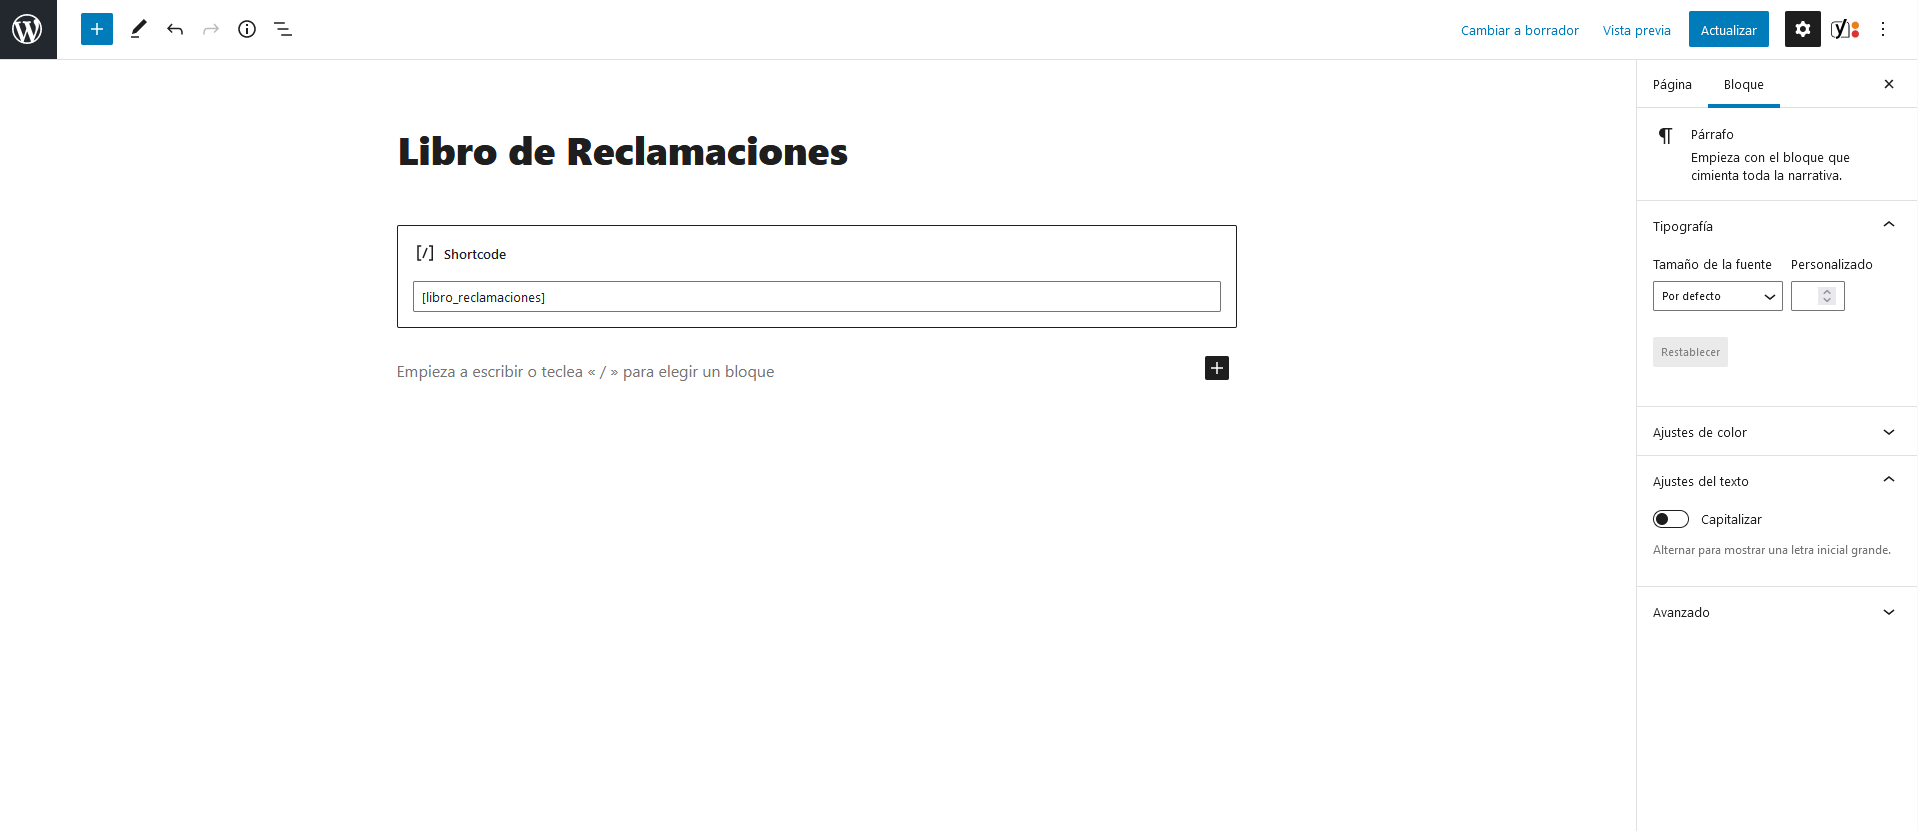 Cambiar a borrador Vista previa Actualizar
Página Bloque
Libro de Reclamaciones
Párrafo
Empieza con el bloque que
cimienta toda la narrativa.
[/] Shortcode
[libro_reclamaciones]
Empieza a escribir o teclea « / » para elegir un bloque
Tipografía
Tamaño de la fuente Personalizado
Por defecto
Restablecer
Ajustes de color
Ajustes del texto
Capitalizar
Alternar para mostrar una letra inicial grande.
Avanzado